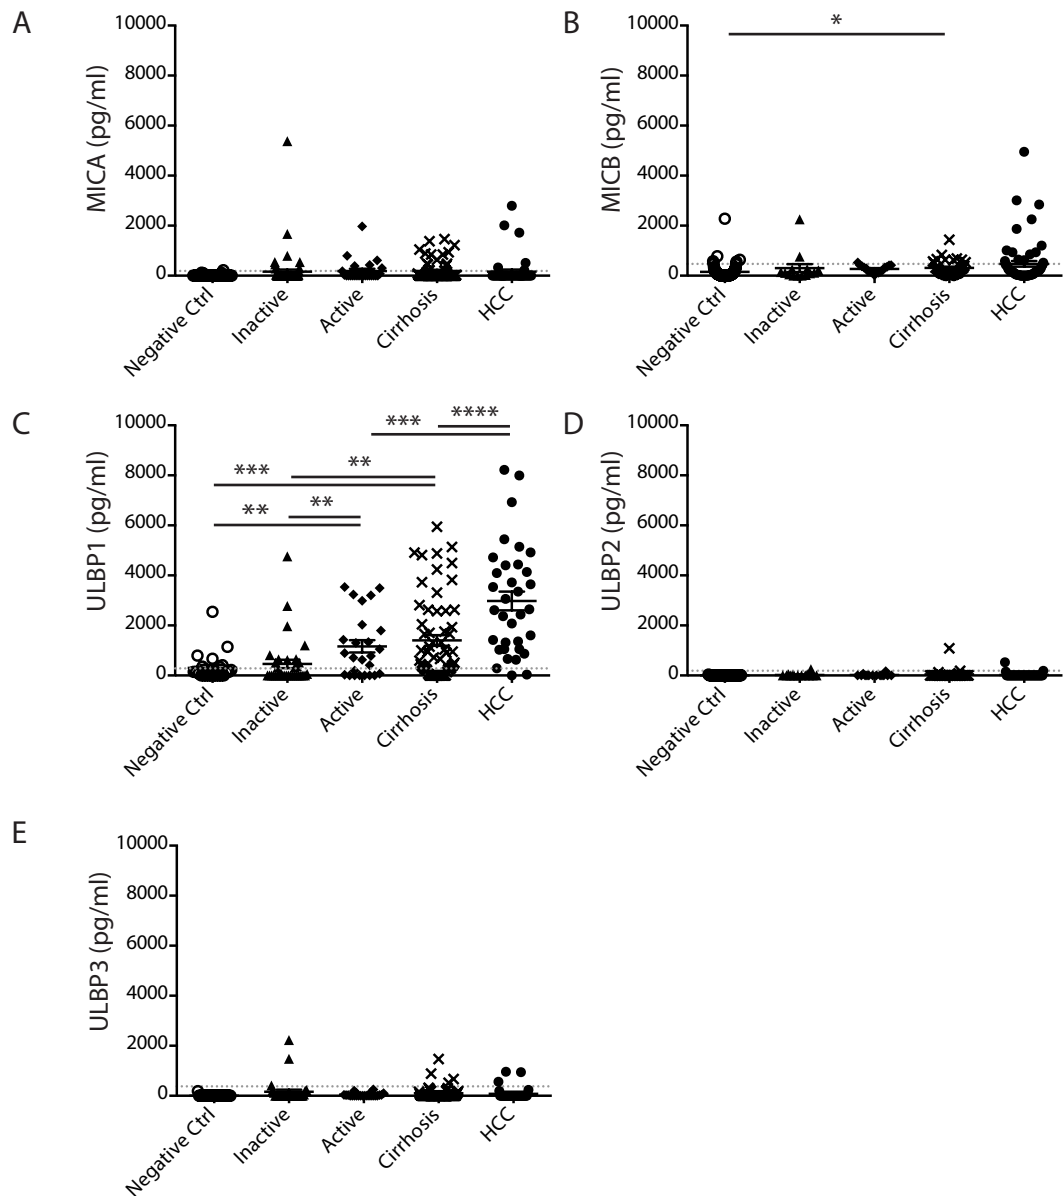 A
MICA (pg/ml)
10000
8000
6000
4000
2000
0
Negative Ctrl
Inactive
Active
Cirrhosis
HCC
B
MICB (pg/ml)
10000
8000
6000
4000
2000
0
*
Negative Ctrl
Inactive
Active
Cirrhosis
HCC
C
ULBP1 (pg/ml)
10000
8000
6000
4000
2000
0
***
****
***
**
**
**
Negative Ctrl
Inactive
Active
Cirrhosis
HCC
D
ULBP2 (pg/ml)
10000
8000
6000
4000
2000
0
Negative Ctrl
Inactive
Active
Cirrhosis
HCC
E
ULBP3 (pg/ml)
10000
8000
6000
4000
2000
0
Negative Ctrl
Inactive
Active
Cirrhosis
HCC